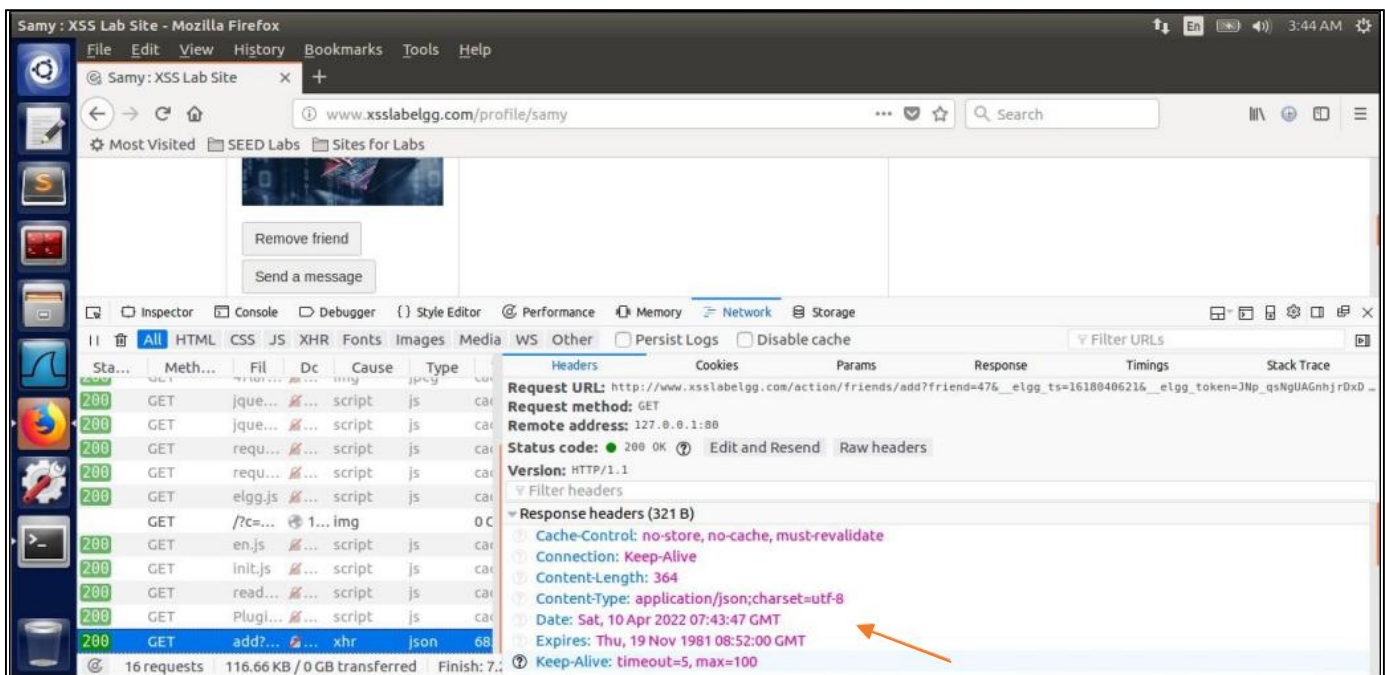 Samy : XSS Lab Site - Mozilla Firefox
En
3:44 AM
File Edit View History Bookmarks Tools Help
Samy : XSS Lab Site × +
www.xsslabelgg.com/profile/samy
Search
Most Visited SEED Labs Sites for Labs
Remove friend
Send a message
Inspector Console Debugger {} Style Editor Performance Memory Network Storage
All HTML CSS JS XHR Fonts Images Media WS Other Persist Logs Disable cache Filter URLs
Sta... Meth... Fil Dc Cause Type
Headers Cookies Params Response Timings Stack Trace
200 GET jque... script js
200 GET jque... script js
200 GET requ... script js
200 GET requ... script js
200 GET elgg.js script js
GET /?c=... 1... img 0
200 GET en.js script js
200 GET init.js script js
200 GET read... script js
200 GET Plugi... script js
200 GET add?... xhr json 68
16 requests 116.66 KB / 0 GB transferred Finish: 7.
Request URL: http://www.xsslabelgg.com/action/friends/add?friend=47&__elgg_ts=1618040621&__elgg_token=JNp_qsNgUAGnhjrDxD...
Request method: GET
Remote address: 127.0.0.1:80
Status code: 200 OK Edit and Resend Raw headers
Version: HTTP/1.1
Filter headers
Response headers (321 B)
Cache-Control: no-store, no-cache, must-revalidate
Connection: Keep-Alive
Content-Length: 364
Content-Type: application/json;charset=utf-8
Date: Sat, 10 Apr 2022 07:43:47 GMT
Expires: Thu, 19 Nov 1981 08:52:00 GMT
Keep-Alive: timeout=5, max=100